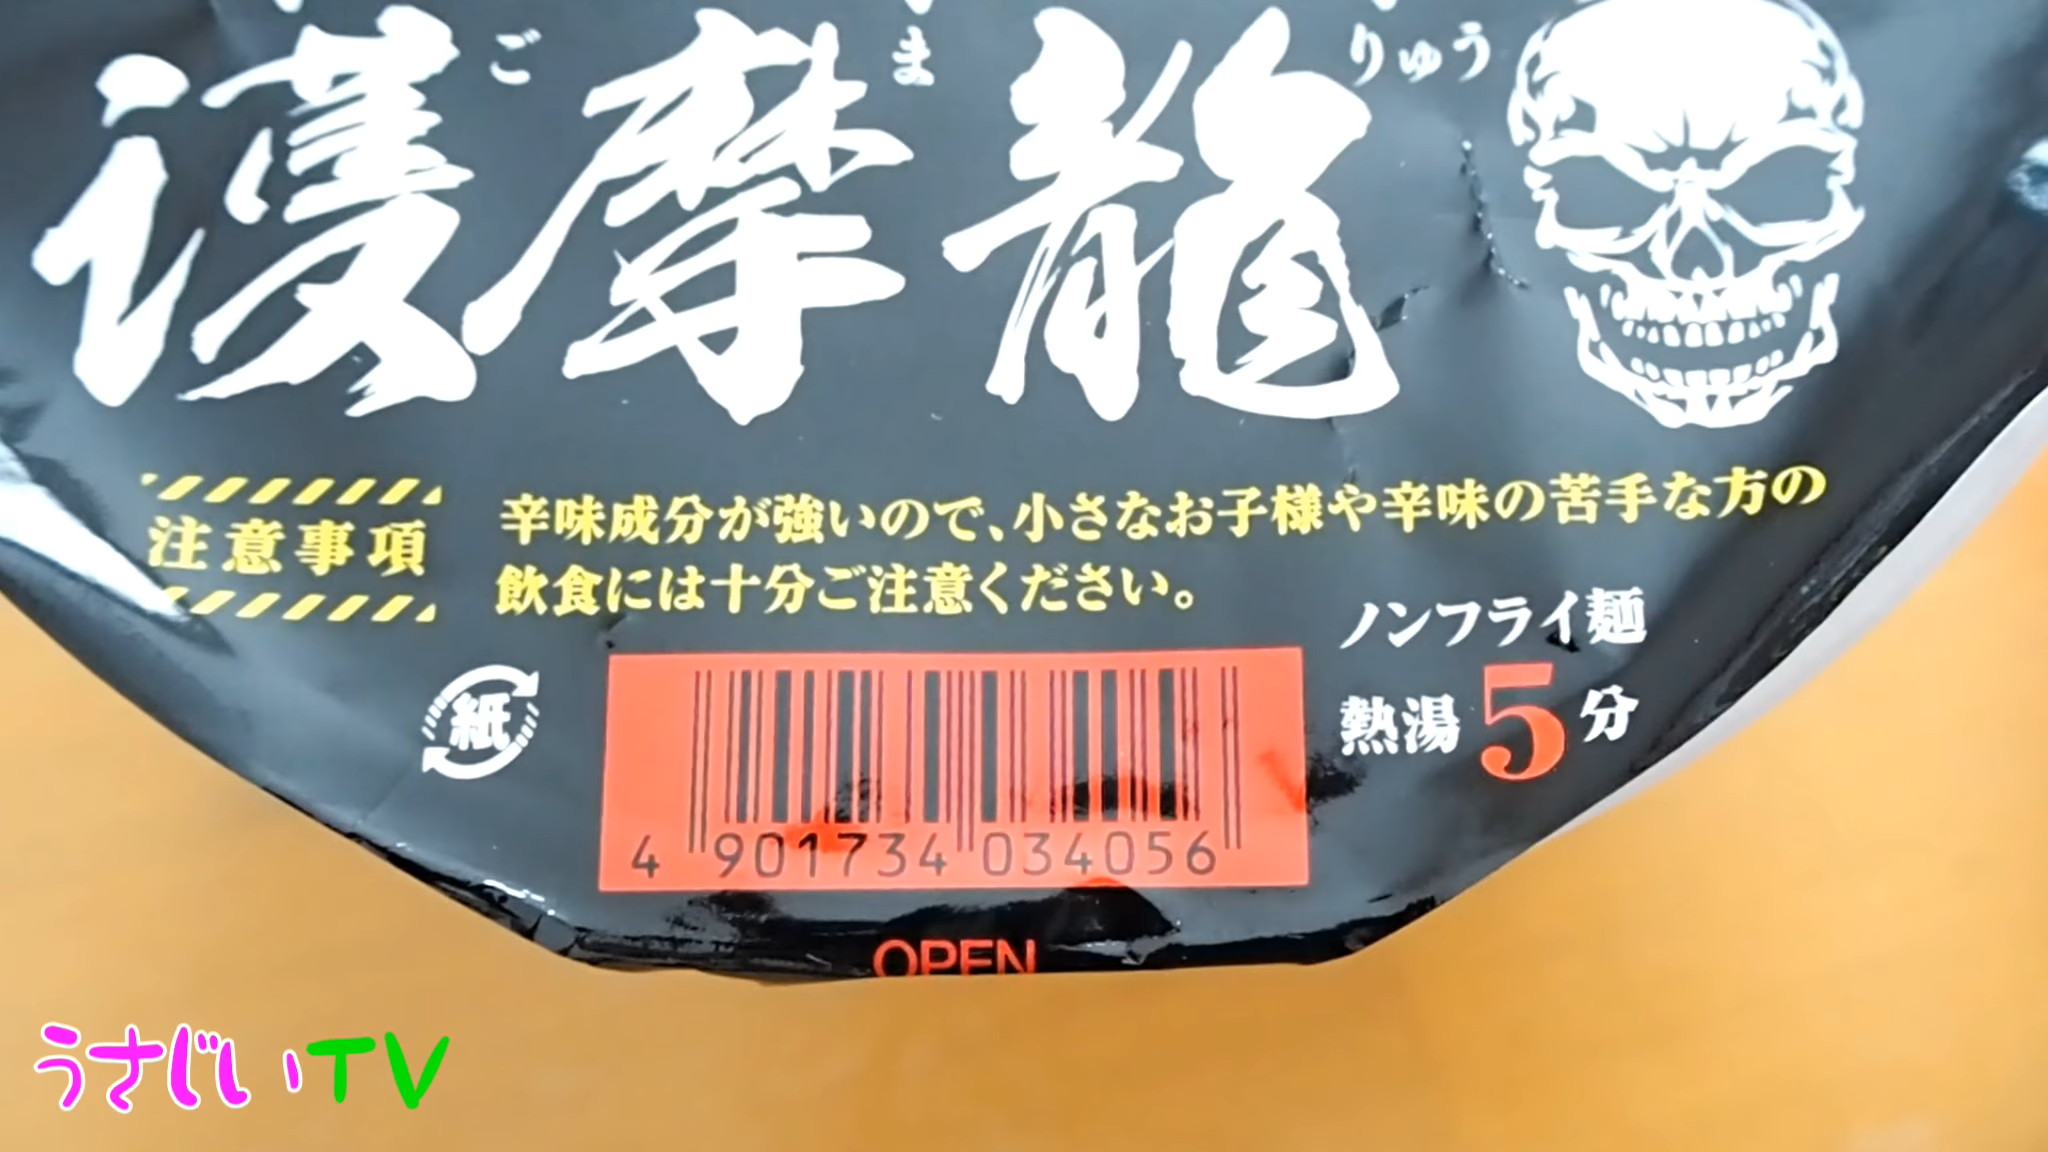 ご ま りゅう
護摩龍
注意事項
辛味成分が強いので、小さなお子様や辛味の苦手な方の
飲食には十分ご注意ください。
ノンフライ麺
熱湯5分
紙
4 901734 034056
OPEN
うさじいTV